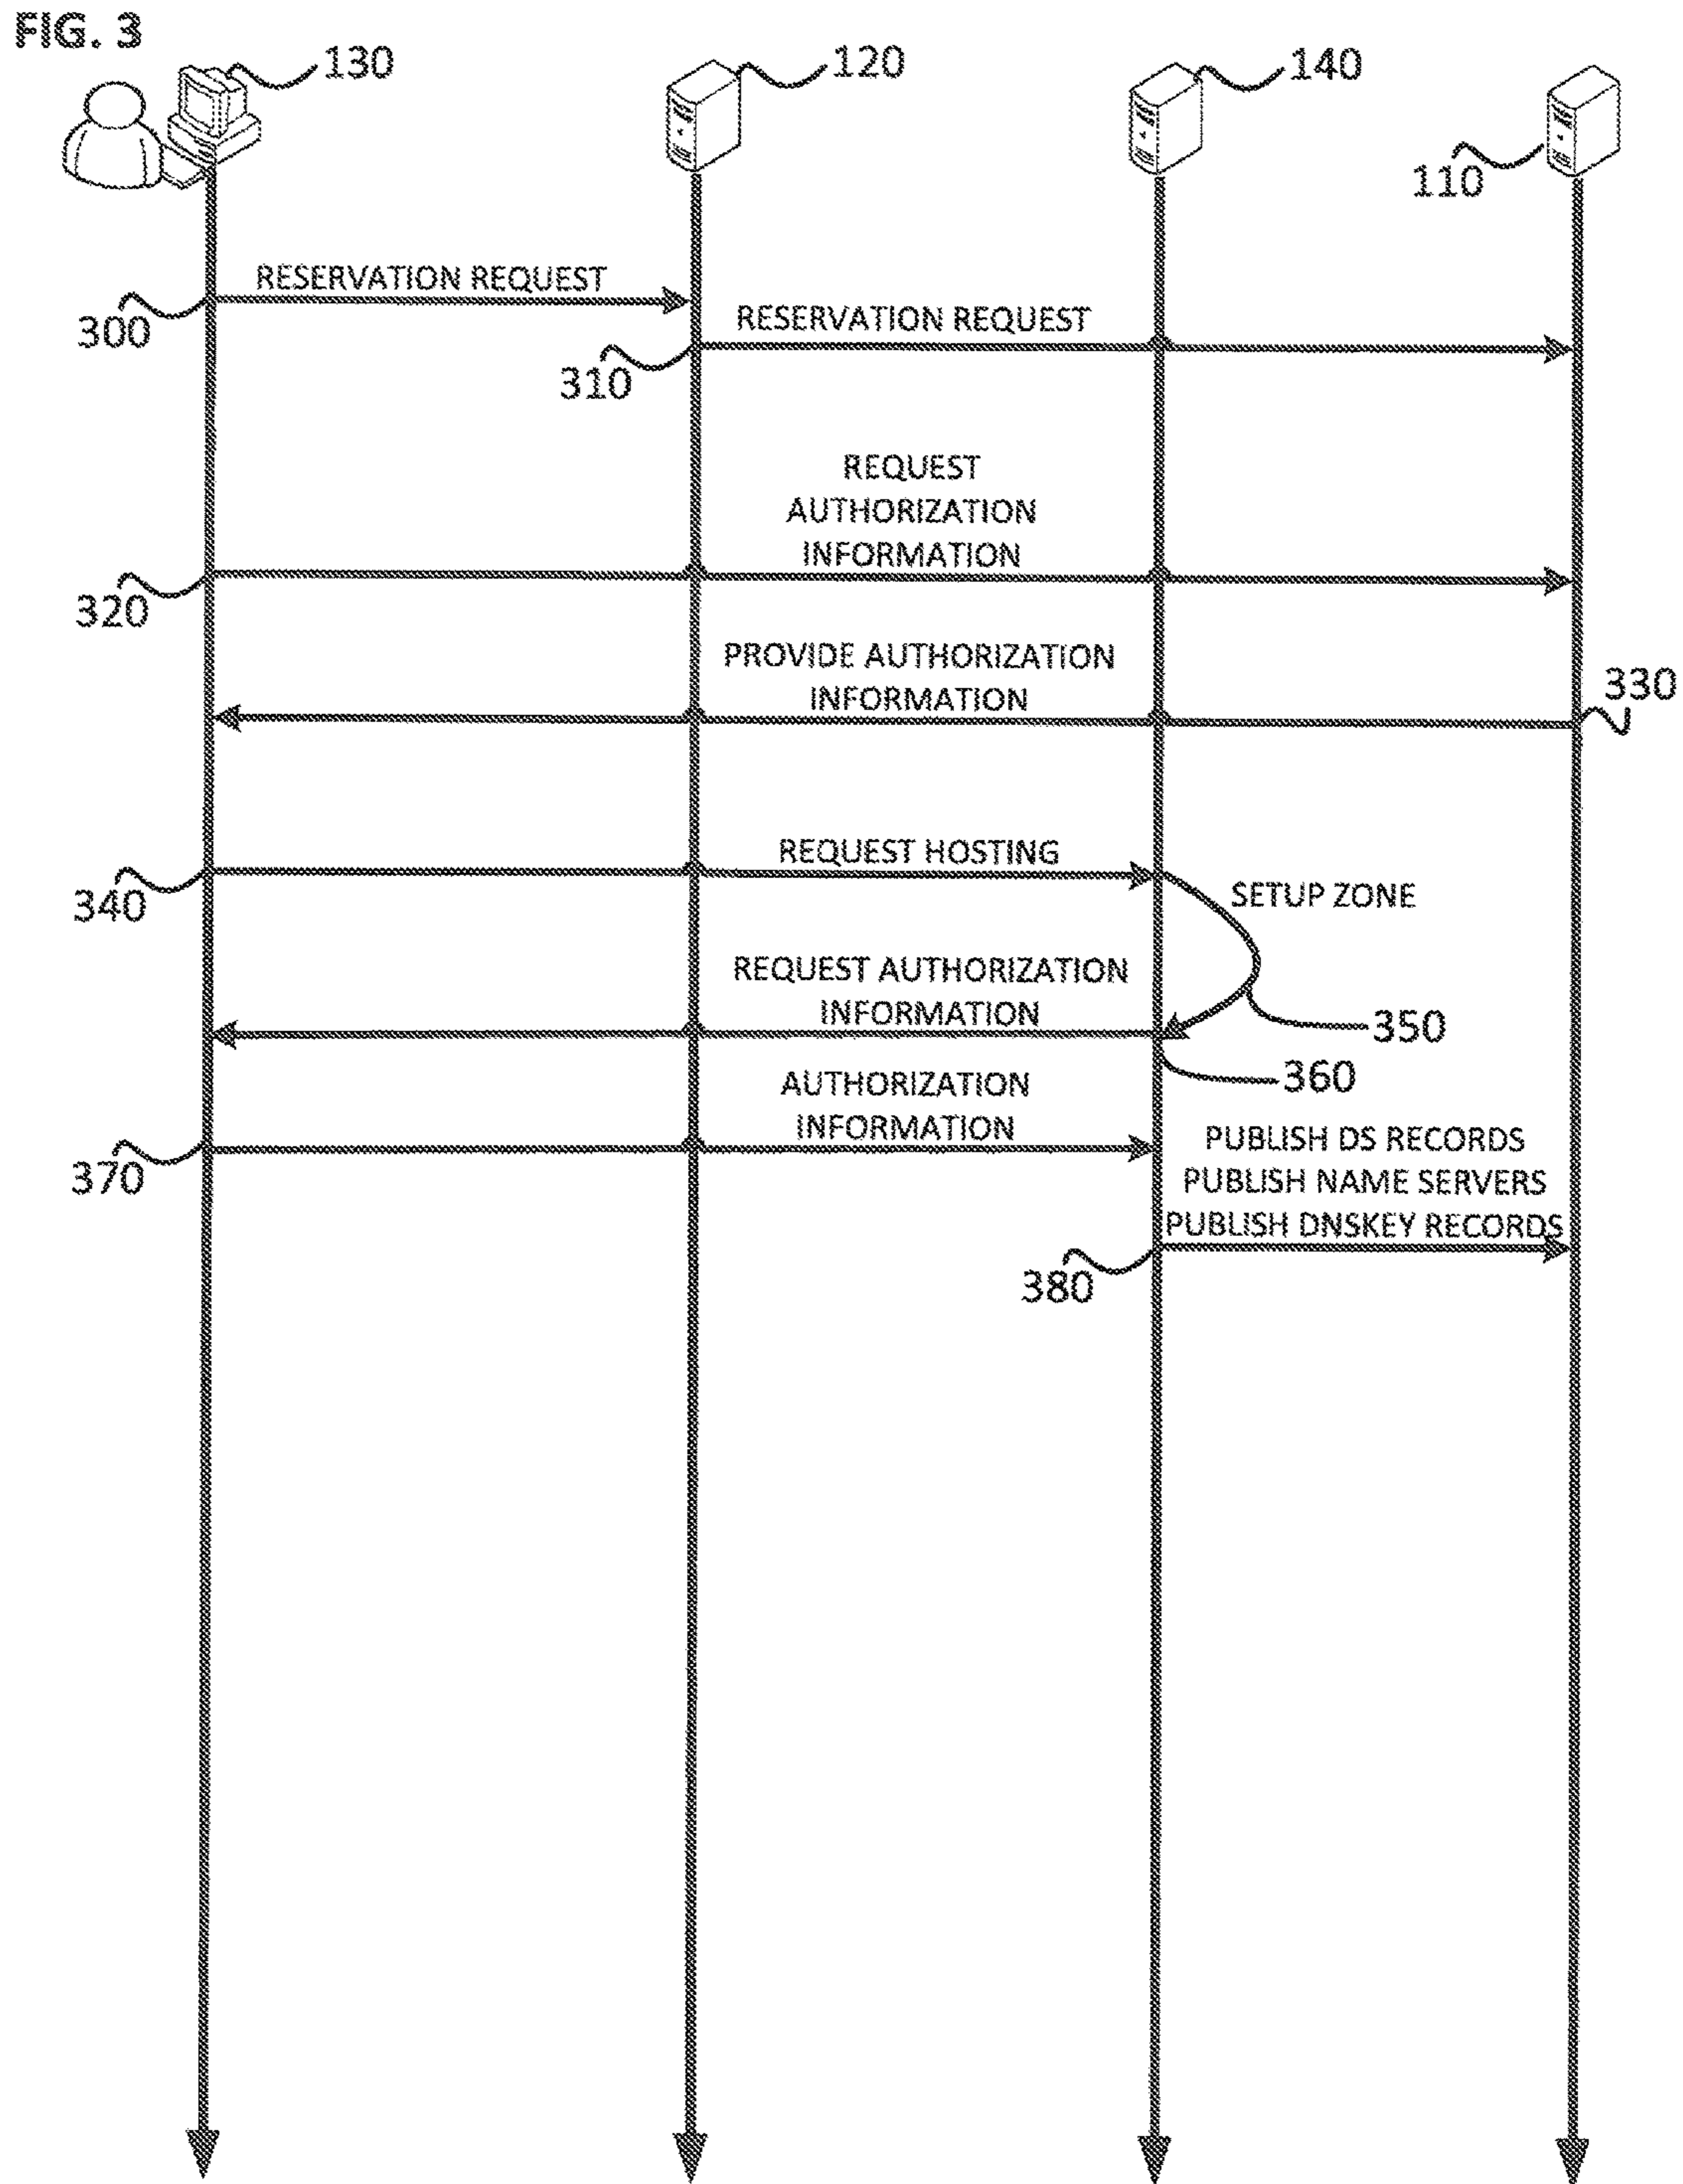 FIG. 3
130
120
140
110
RESERVATION REQUEST
300
RESERVATION REQUEST
310
REQUEST
AUTHORIZATION
INFORMATION
320
PROVIDE AUTHORIZATION
INFORMATION
330
REQUEST HOSTING
340
SETUP ZONE
REQUEST AUTHORIZATION
INFORMATION
350
360
AUTHORIZATION
INFORMATION
370
PUBLISH DS RECORDS
PUBLISH NAME SERVERS
PUBLISH DNSKEY RECORDS
380